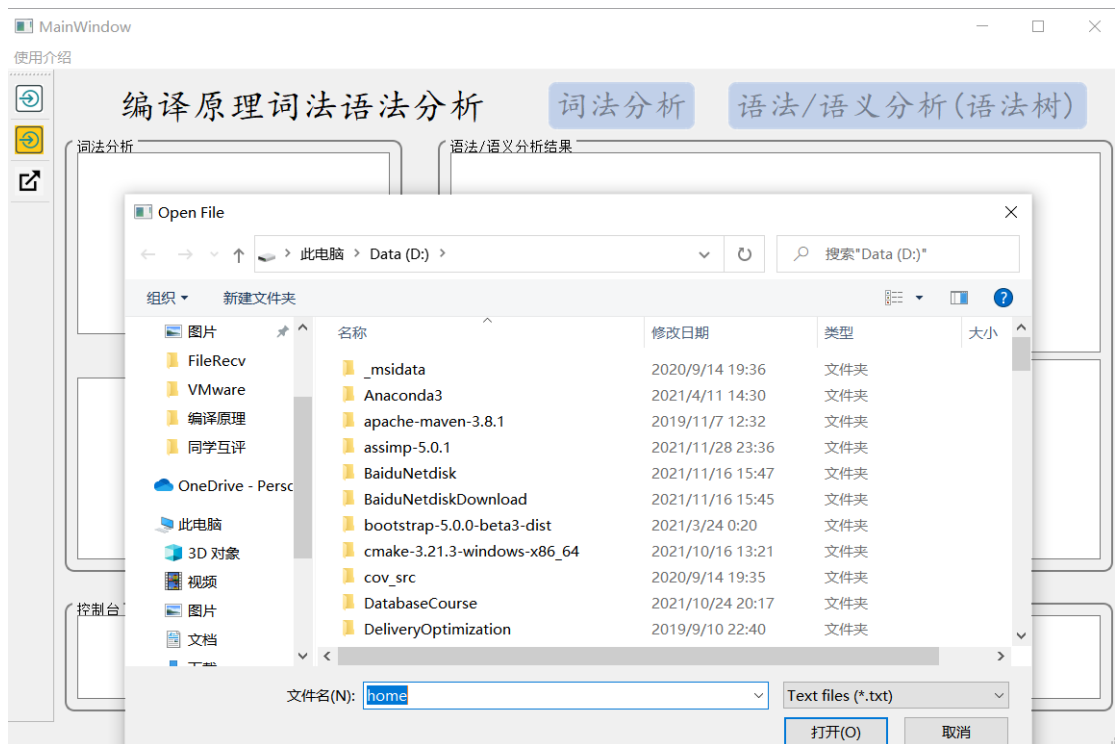 MainWindow
使用介绍
编译原理词法语法分析 词法分析 语法/语义分析(语法树)
词法分析 语法/语义分析结果
Open File
此电脑 Data (D:) 搜索"Data (D:)"
组织 新建文件夹
图片 名称 修改日期 类型 大小
FileRecv _msidata 2020/9/14 19:36 文件夹
VMware Anaconda3 2021/4/11 14:30 文件夹
编译原理 apache-maven-3.8.1 2019/11/7 12:32 文件夹
同学互评 assimp-5.0.1 2021/11/28 23:36 文件夹
BaiduNetdisk 2021/11/16 15:47 文件夹
OneDrive - Persc BaiduNetdiskDownload 2021/11/16 15:45 文件夹
此电脑 bootstrap-5.0.0-beta3-dist 2021/3/24 0:20 文件夹
3D 对象 cmake-3.21.3-windows-x86_64 2021/10/16 13:21 文件夹
视频 cov_src 2020/9/14 19:35 文件夹
图片 DatabaseCourse 2021/10/24 20:17 文件夹
文档 DeliveryOptimization 2019/9/10 22:40 文件夹
控制台
文件名(N): home Text files (*.txt)
打开(O) 取消